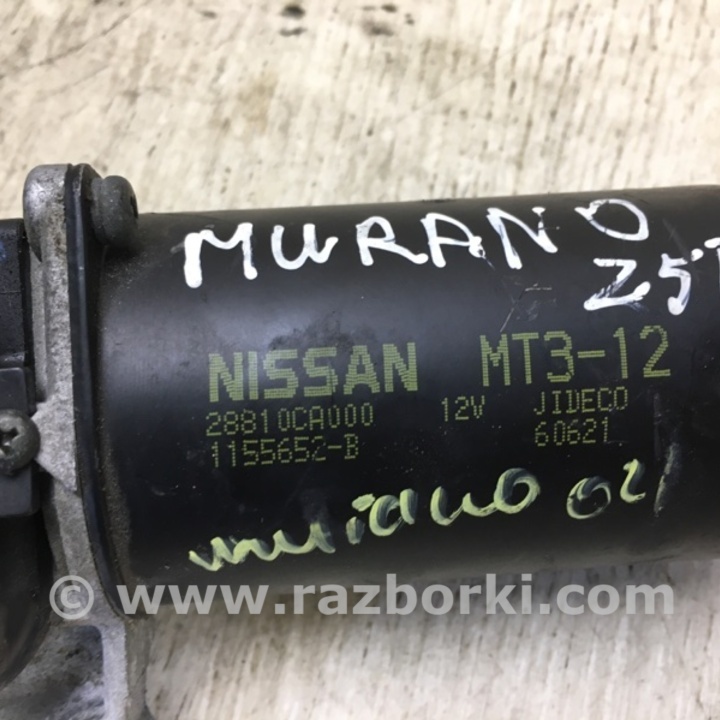 MURANO
Z5
NISSAN MT3-12
28810CA000 12V JIDECO
1155652-B 60621
© www.razborki.com